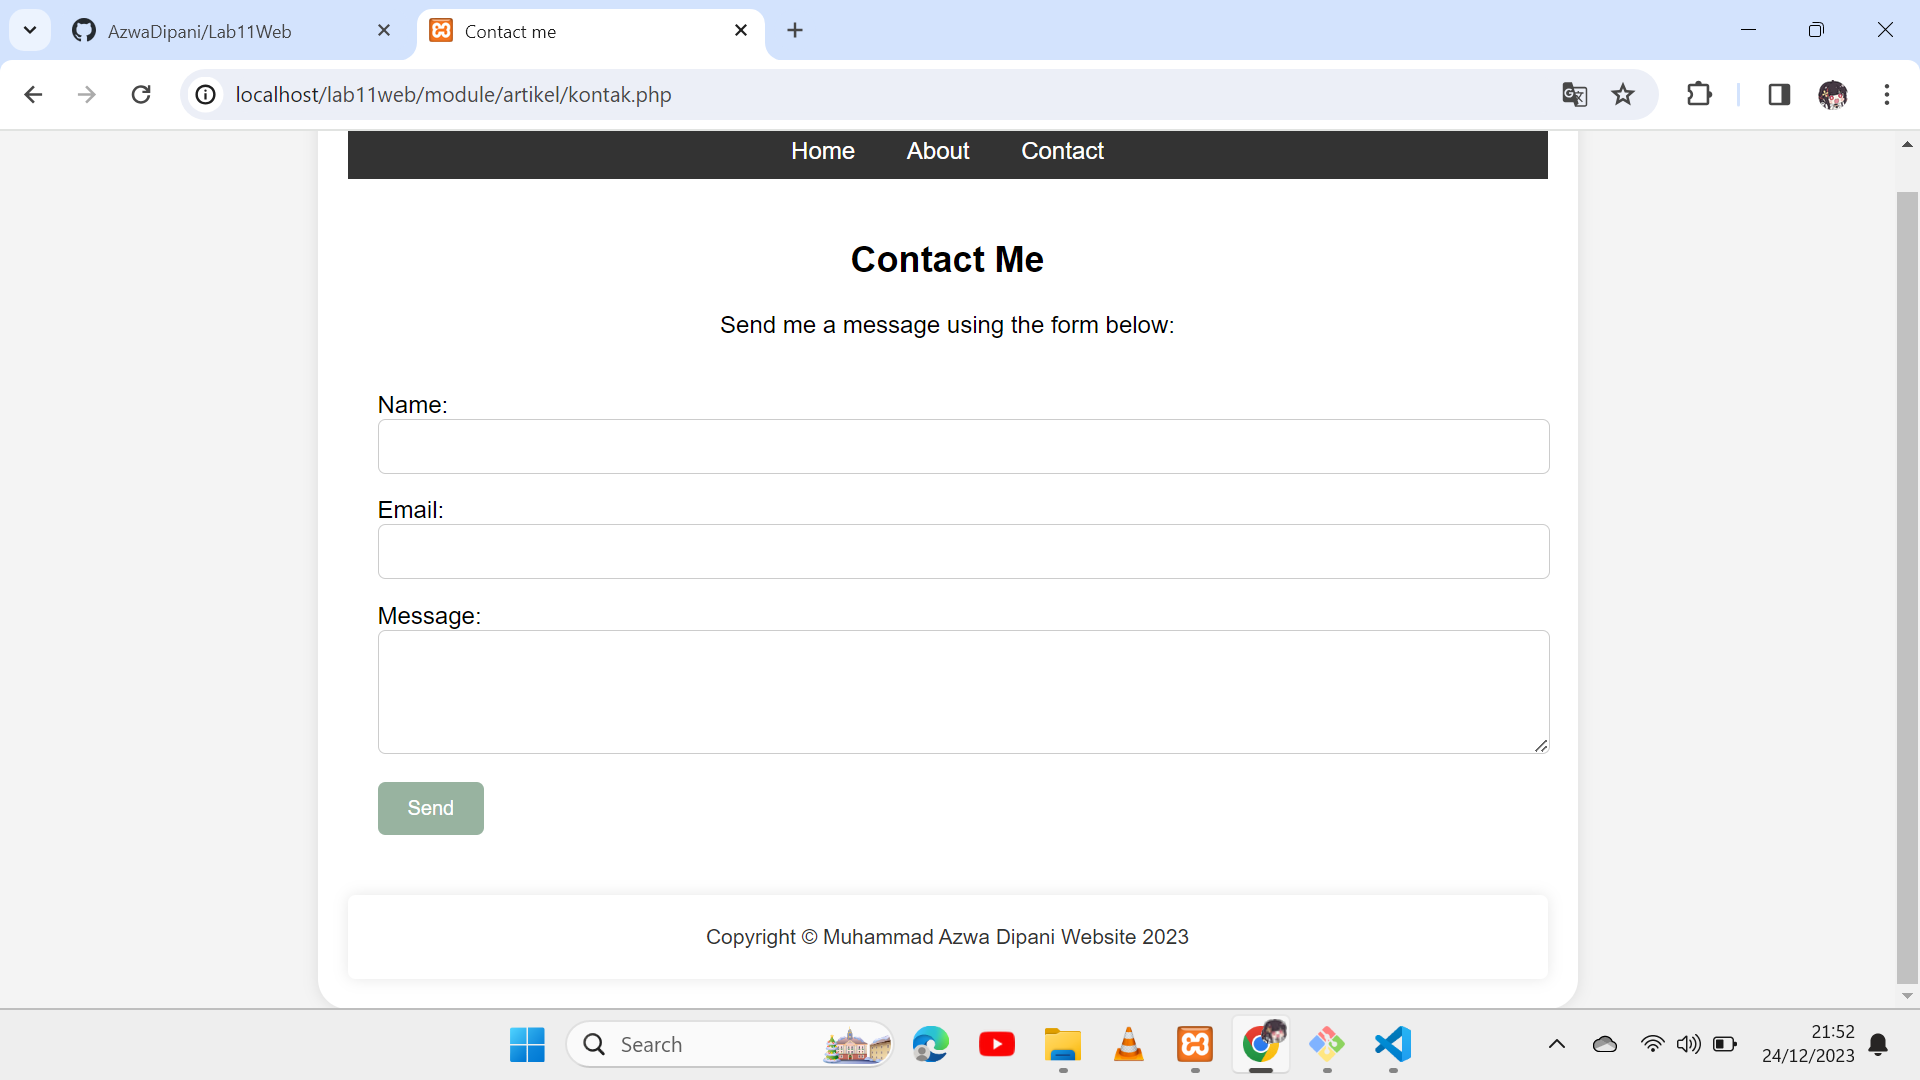 AzwaDipani/Lab11Web
Contact me
localhost/lab11web/module/artikel/kontak.php
Home About Contact
Contact Me
Send me a message using the form below:
Name:
Email:
Message:
Send
Copyright © Muhammad Azwa Dipani Website 2023
Search
21:52
24/12/2023